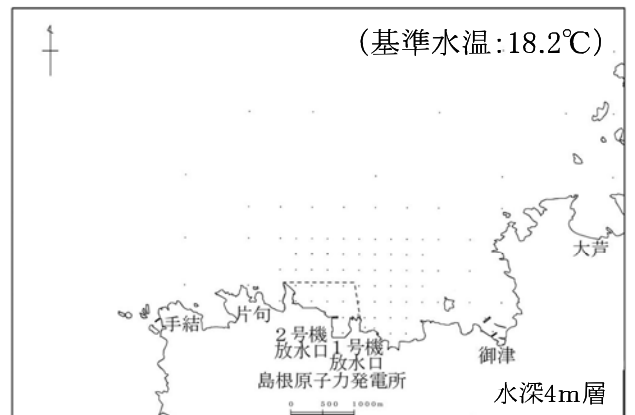 (基準水温:18.2℃)
大芦
片句
手結
2号機
放水口
1号機
放水口
御津
島根原子力発電所
水深4m層
0 500 1000m